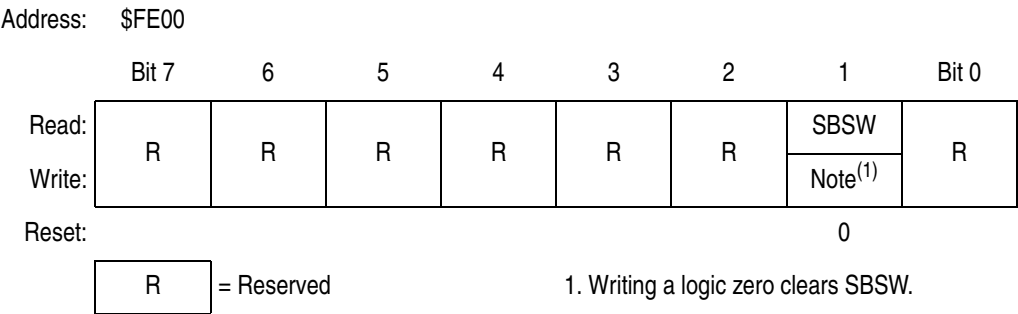 Address: $FE00
Bit 7 6 5 4 3 2 1 Bit 0
Read: R R R R R R SBSW R
Write: Note(1)
Reset: 0
R = Reserved 1. Writing a logic zero clears SBSW.